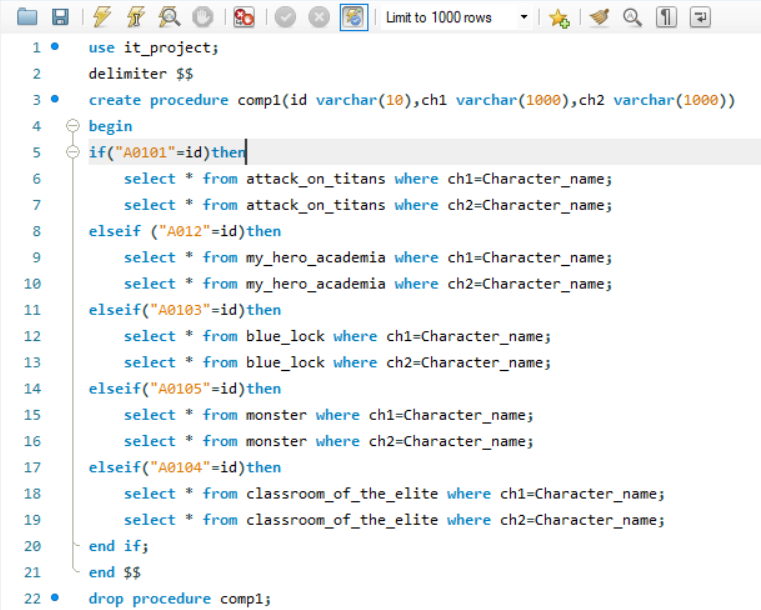 Limit to 1000 rows
1 use it_project;
2 delimiter $$
3 create procedure comp1(id varchar(10),ch1 varchar(1000),ch2 varchar(1000))
4 begin
5 if("A0101"=id)then
6 select * from attack_on_titans where ch1=Character_name;
7 select * from attack_on_titans where ch2=Character_name;
8 elseif ("A012"=id)then
9 select * from my_hero_academia where ch1=Character_name;
10 select * from my_hero_academia where ch2=Character_name;
11 elseif("A0103"=id)then
12 select * from blue_lock where ch1=Character_name;
13 select * from blue_lock where ch2=Character_name;
14 elseif("A0105"=id)then
15 select * from monster where ch1=Character_name;
16 select * from monster where ch2=Character_name;
17 elseif("A0104"=id)then
18 select * from classroom_of_the_elite where ch1=Character_name;
19 select * from classroom_of_the_elite where ch2=Character_name;
20 end if;
21 end $$
22 drop procedure comp1;